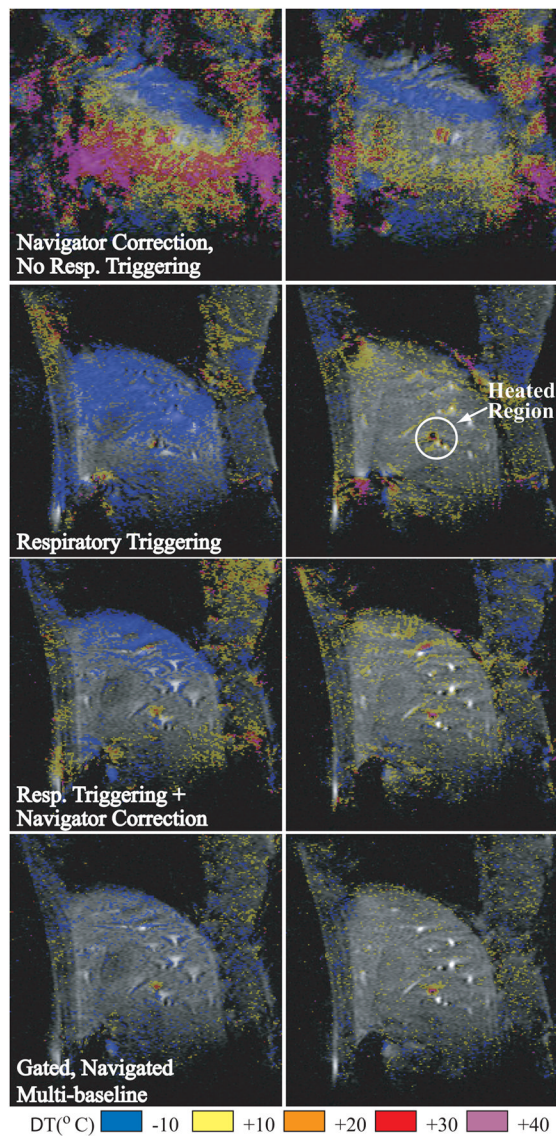 Navigator Correction,
No Resp. Triggering
Heated
Region
Respiratory Triggering
Resp. Triggering +
Navigator Correction
Gated, Navigated
Multi-baseline
DT(° C) -10 +10 +20 +30 +40